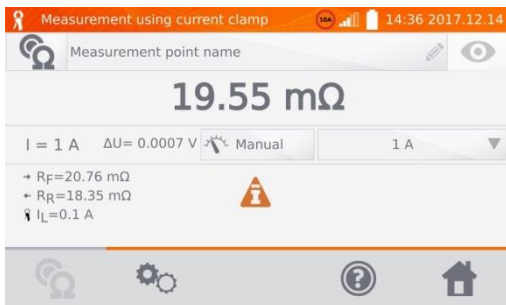 Measurement using current clamp 10A 14:36 2017.12.14
Measurement point name
19.55 mΩ
I = 1 A ΔU= 0.0007 V Manual 1 A
→ RF=20.76 mΩ
← RR=18.35 mΩ
IL=0.1 A